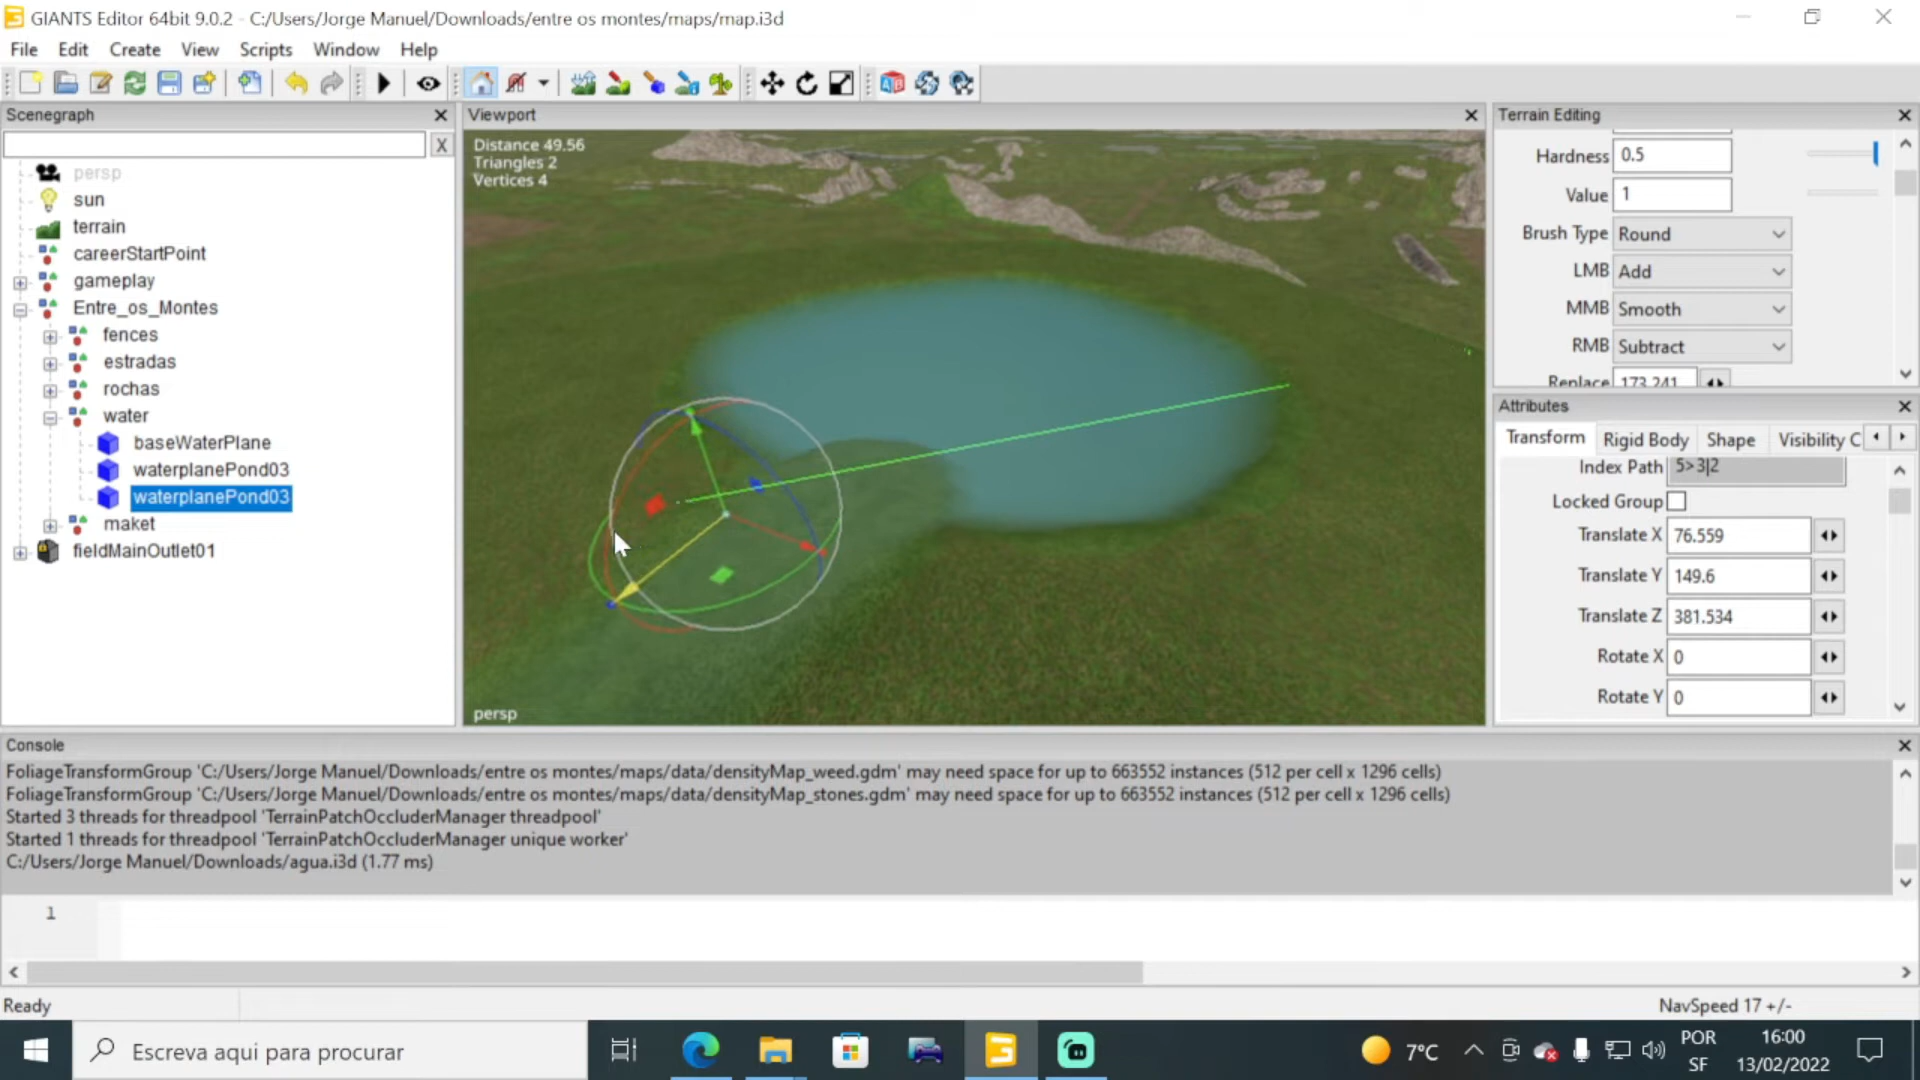 GIANTS Editor 64bit 9.0.2 - C:/Users/Jorge Manuel/Downloads/entre os montes/maps/map.i3d
File Edit Create View Scripts Window Help
Scenegraph
X
persp
sun
terrain
careerStartPoint
gameplay
Entre_os_Montes
fences
estradas
rochas
water
baseWaterPlane
waterplanePond03
waterplanePond03
maket
fieldMainOutlet01
Viewport
Distance 49.56
Triangles 2
Vertices 4
persp
Terrain Editing
Hardness 0.5
Value 1
Brush Type Round
LMB Add
MMB Smooth
RMB Subtract
Replace 173.241
Attributes
Transform Rigid Body Shape Visibility C
Index Path 5>3|2
Locked Group
Translate X 76.559
Translate Y 149.6
Translate Z 381.534
Rotate X 0
Rotate Y 0
Console
FoliageTransformGroup 'C:/Users/Jorge Manuel/Downloads/entre os montes/maps/data/densityMap_weed.gdm' may need space for up to 663552 instances (512 per cell x 1296 cells)
FoliageTransformGroup 'C:/Users/Jorge Manuel/Downloads/entre os montes/maps/data/densityMap_stones.gdm' may need space for up to 663552 instances (512 per cell x 1296 cells)
Started 3 threads for threadpool 'TerrainPatchOccluderManager threadpool'
Started 1 threads for threadpool 'TerrainPatchOccluderManager unique worker'
C:/Users/Jorge Manuel/Downloads/agua.i3d (1.77 ms)
1
Ready
NavSpeed 17 +/-
Escreva aqui para procurar
7°C
POR
SF
16:00
13/02/2022